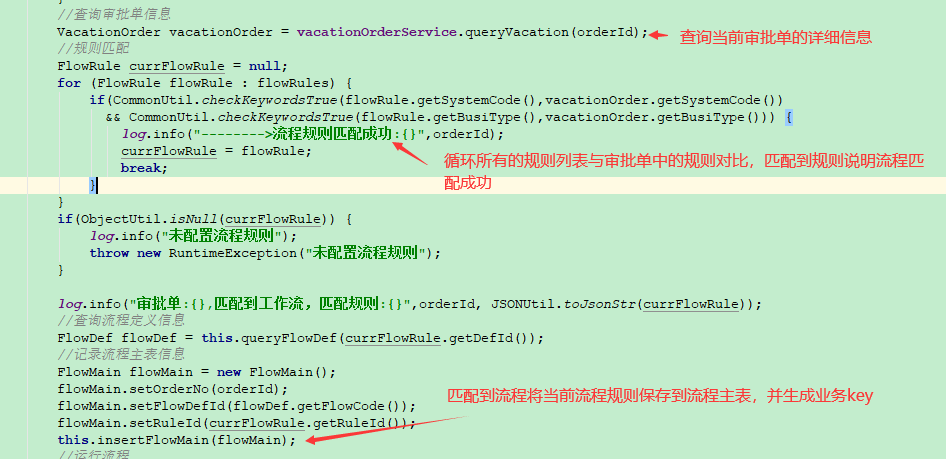 }
//查询审批单信息
VacationOrder vacationOrder = vacationOrderService.queryVacation(orderId);
查询当前审批单的详细信息
//规则匹配
FlowRule currFlowRule = null;
for (FlowRule flowRule : flowRules) {
if(CommonUtil.checkKeywordsTrue(flowRule.getSystemCode(),vacationOrder.getSystemCode())
&& CommonUtil.checkKeywordsTrue(flowRule.getBusiType(),vacationOrder.getBusiType())) {
log.info("-------->流程规则匹配成功:{}",orderId);
currFlowRule = flowRule;
break;
循环所有的规则列表与审批单中的规则对比，匹配到规则说明流程匹
配成功
}
}
if(ObjectUtil.isNull(currFlowRule)) {
log.info("未配置流程规则");
throw new RuntimeException("未配置流程规则");
}
log.info("审批单:{},匹配到工作流，匹配规则:{}",orderId, JSONUtil.toJsonStr(currFlowRule));
//查询流程定义信息
FlowDef flowDef = this.queryFlowDef(currFlowRule.getDefId());
//记录流程主表信息
FlowMain flowMain = new FlowMain();
flowMain.setOrderNo(orderId);
flowMain.setFlowDefId(flowDef.getFlowCode());
匹配到流程将当前流程规则保存到流程主表，并生成业务key
flowMain.setRuleId(currFlowRule.getRuleId());
this.insertFlowMain(flowMain);
//运行流程